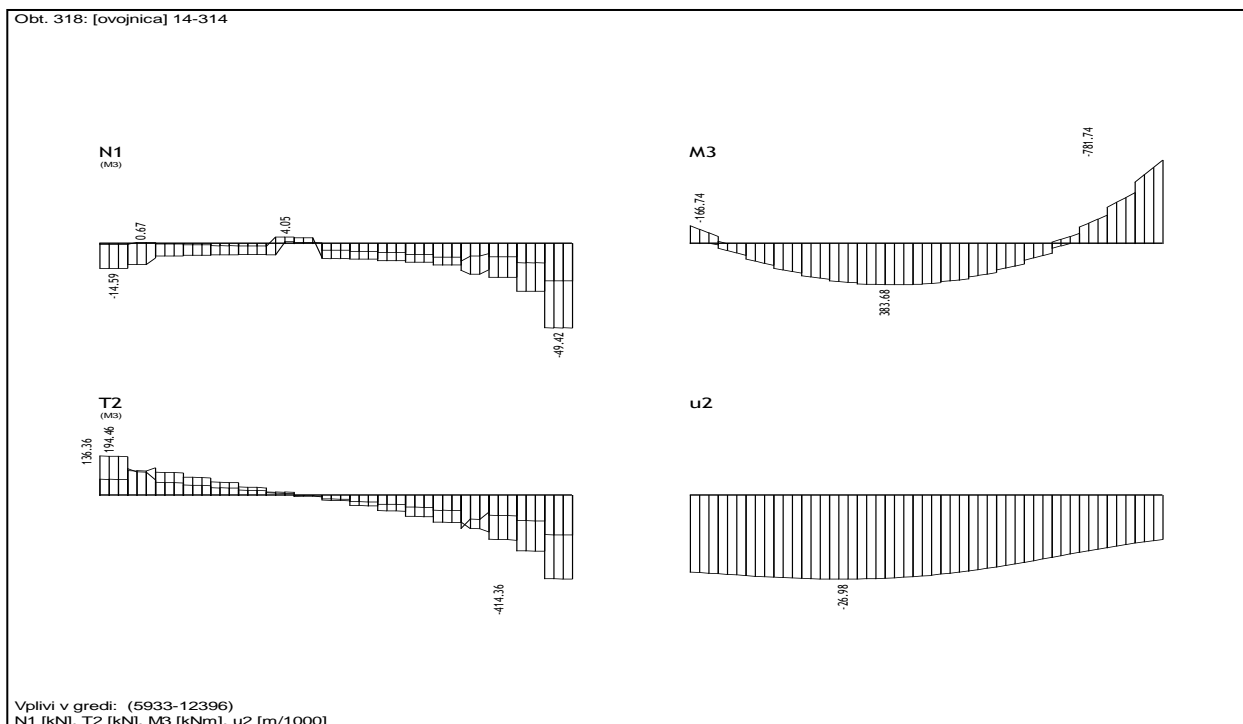 Obt. 318: [ovojnica] 14-314
N1
(M3)
0.67
4.05
-14.59
-49.42
M3
-166.74
-781.74
383.68
T2
(M3)
136.36
194.46
-414.36
u2
-26.98
Vplivi v gredi: (5933-12396)
N1 [kN], T2 [kN], M3 [kNm], u2 [m/1000]